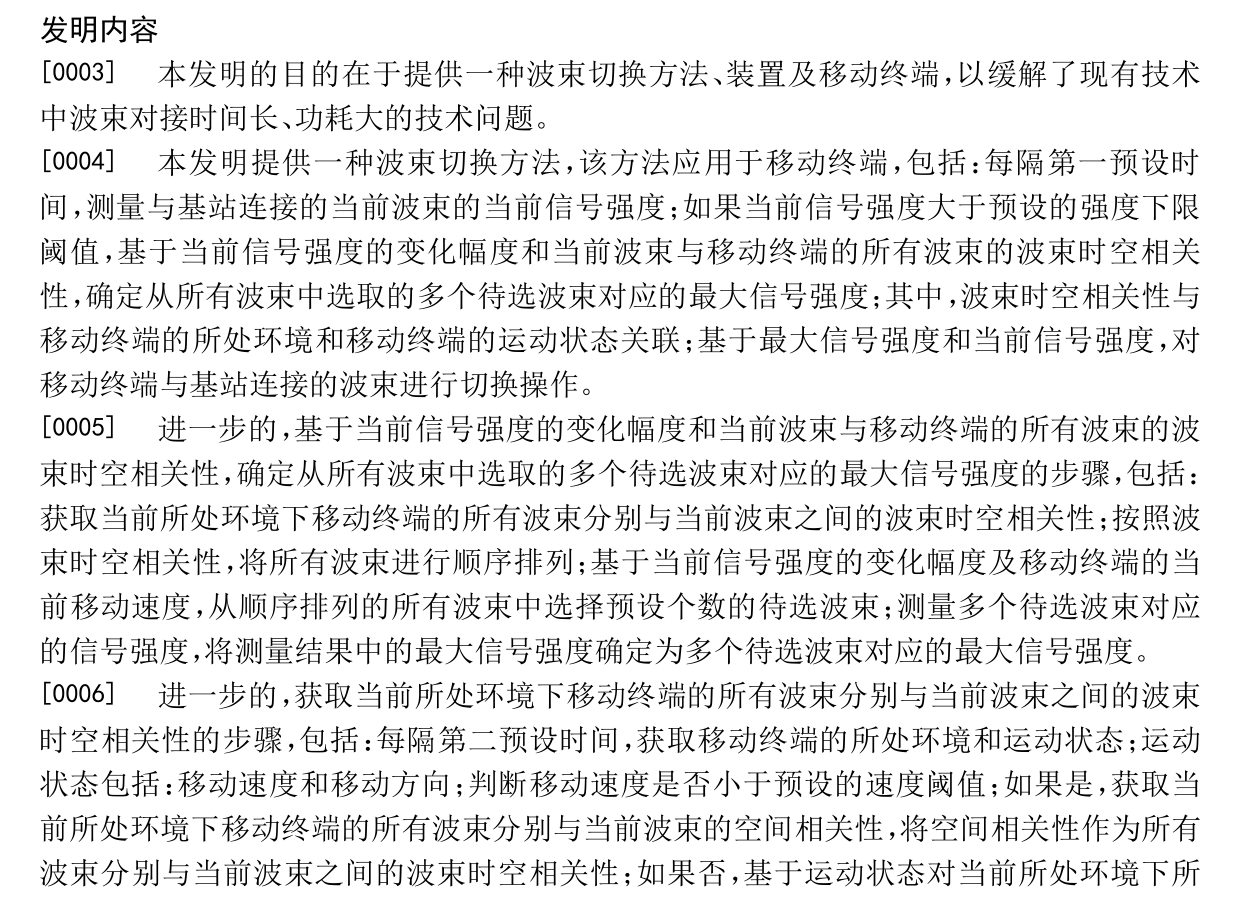 发明内容
[0003] 本发明的目的在于提供一种波束切换方法、装置及移动终端,以缓解了现有技术
中波束对接时间长、功耗大的技术问题。
[0004] 本发明提供一种波束切换方法,该方法应用于移动终端,包括:每隔第一预设时
间,测量与基站连接的当前波束的当前信号强度;如果当前信号强度大于预设的强度下限
阈值,基于当前信号强度的变化幅度和当前波束与移动终端的所有波束的波束时空相关
性,确定从所有波束中选取的多个待选波束对应的最大信号强度;其中,波束时空相关性与
移动终端的所处环境和移动终端的运动状态关联;基于最大信号强度和当前信号强度,对
移动终端与基站连接的波束进行切换操作。
[0005] 进一步的,基于当前信号强度的变化幅度和当前波束与移动终端的所有波束的波
束时空相关性,确定从所有波束中选取的多个待选波束对应的最大信号强度的步骤,包括:
获取当前所处环境下移动终端的所有波束分别与当前波束之间的波束时空相关性;按照波
束时空相关性,将所有波束进行顺序排列;基于当前信号强度的变化幅度及移动终端的当
前移动速度,从顺序排列的所有波束中选择预设个数的待选波束;测量多个待选波束对应
的信号强度,将测量结果中的最大信号强度确定为多个待选波束对应的最大信号强度。
[0006] 进一步的,获取当前所处环境下移动终端的所有波束分别与当前波束之间的波束
时空相关性的步骤,包括:每隔第二预设时间,获取移动终端的所处环境和运动状态;运动
状态包括:移动速度和移动方向;判断移动速度是否小于预设的速度阈值;如果是,获取当
前所处环境下移动终端的所有波束分别与当前波束的空间相关性,将空间相关性作为所有
波束分别与当前波束之间的波束时空相关性;如果否,基于运动状态对当前所处环境下所